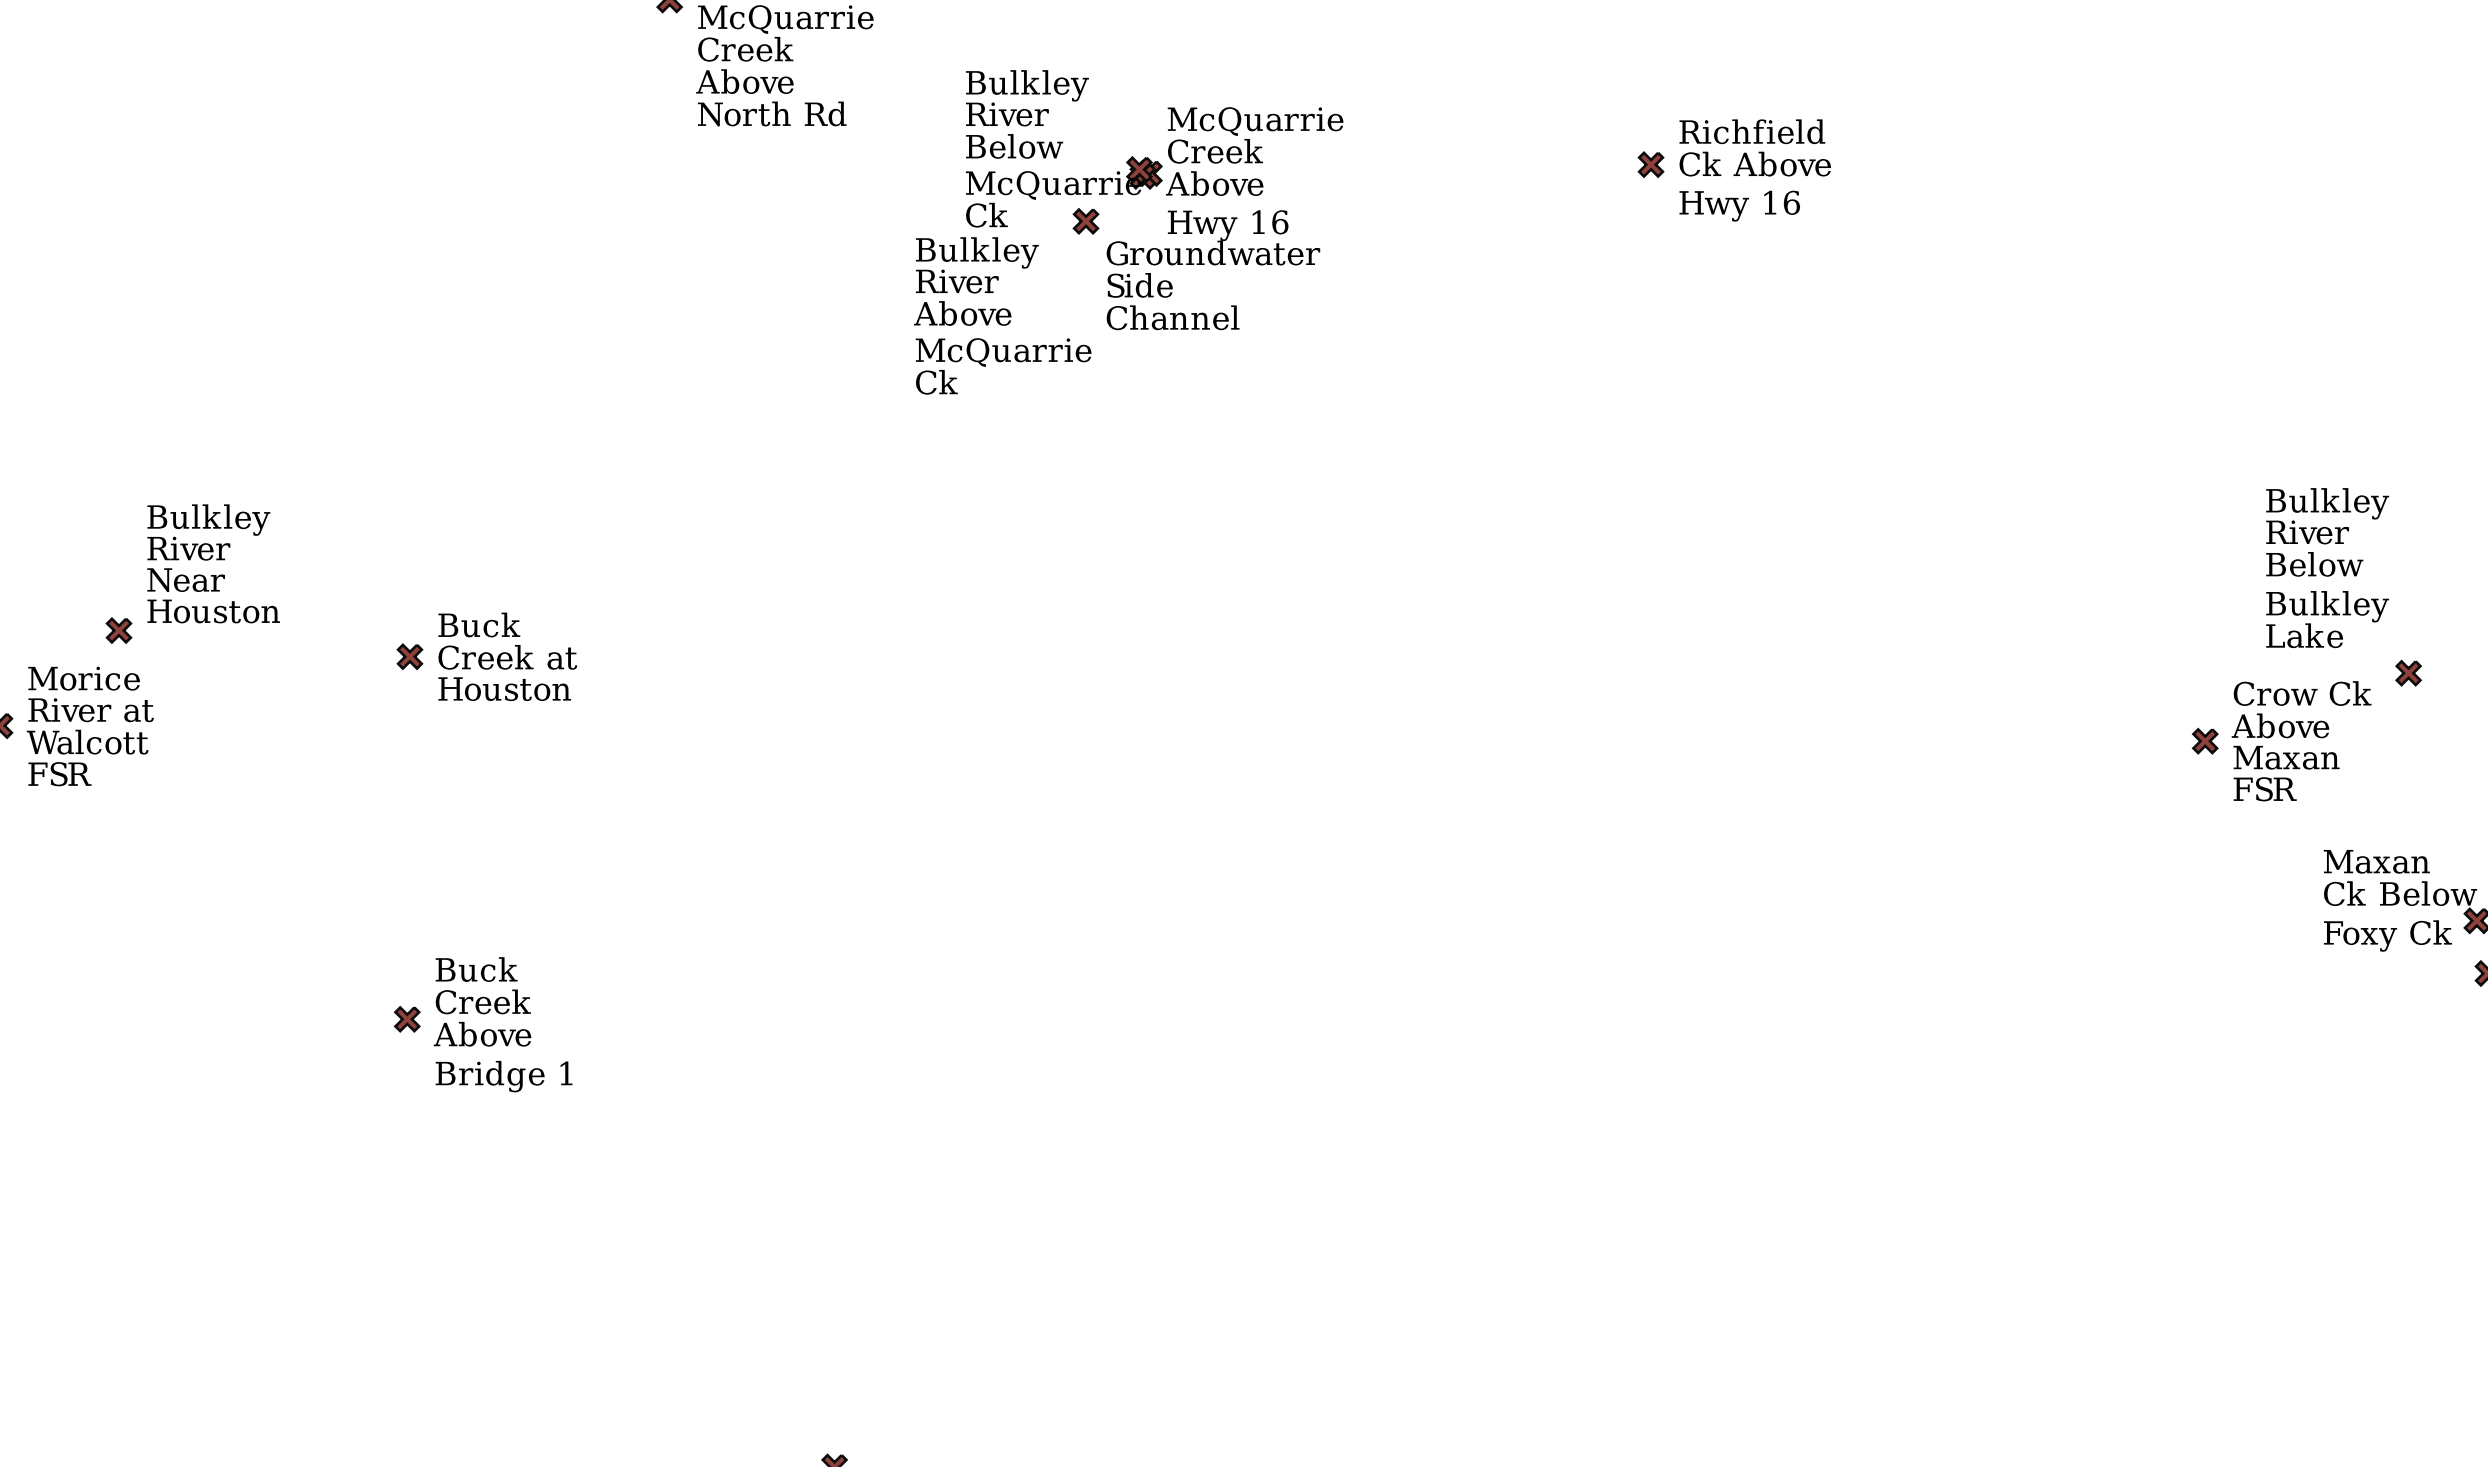 McQuarrie
Creek
Above
North Rd
Bulkley
River
Below
McQuarrie
Ck
McQuarrie
Creek
Above
Hwy 16
Richfield
Ck Above
Hwy 16
Bulkley
River
Above
McQuarrie
Ck
Groundwater
Side
Channel
Bulkley
River
Near
Houston
Morice
River at
Walcott
FSR
Buck
Creek at
Houston
Bulkley
River
Below
Bulkley
Lake
Crow Ck
Above
Maxan
FSR
Maxan
Ck Below
Foxy Ck
Buck
Creek
Above
Bridge 1